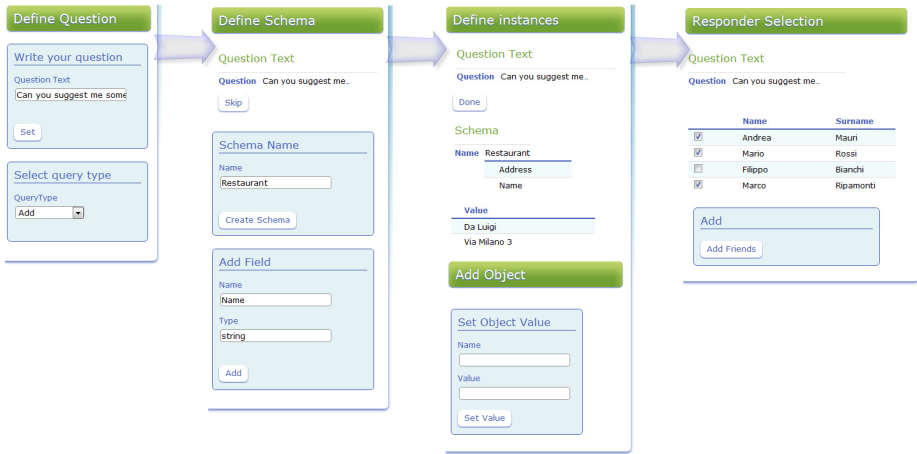 Define Question
Write your question
Question Text
Can you suggest me some
Set
Select query type
QueryType
Add
Define Schema
Question Text
Question Can you suggest me..
Skip
Schema Name
Name
Restaurant
Create Schema
Add Field
Name
Name
Type
string
Add
Define instances
Question Text
Question Can you suggest me..
Done
Schema
Name Restaurant
Address
Name
Value
Da Luigi
Via Milano 3
Add Object
Set Object Value
Name
Value
Set Value
Responder Selection
Question Text
Question Can you suggest me..
Name Surname
Andrea Mauri
Mario Rossi
Filippo Bianchi
Marco Ripamonti
Add
Add Friends